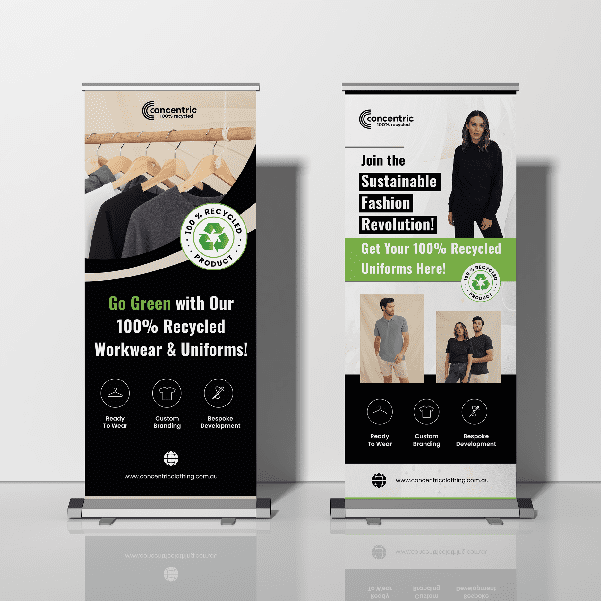 concentric
100% recycled
100 % RECYCLED
PRODUCT
Go Green with Our
100% Recycled
Workwear & Uniforms!
Ready
To Wear
Custom
Branding
Bespoke
Development
www.concentricclothing.com.au
concentric
100% recycled
Join the
Sustainable
Fashion
Revolution!
Get Your 100% Recycled
Uniforms Here!
100 % RECYCLED
PRODUCT
Ready
To Wear
Custom
Branding
Bespoke
Development
www.concentricclothing.com.au